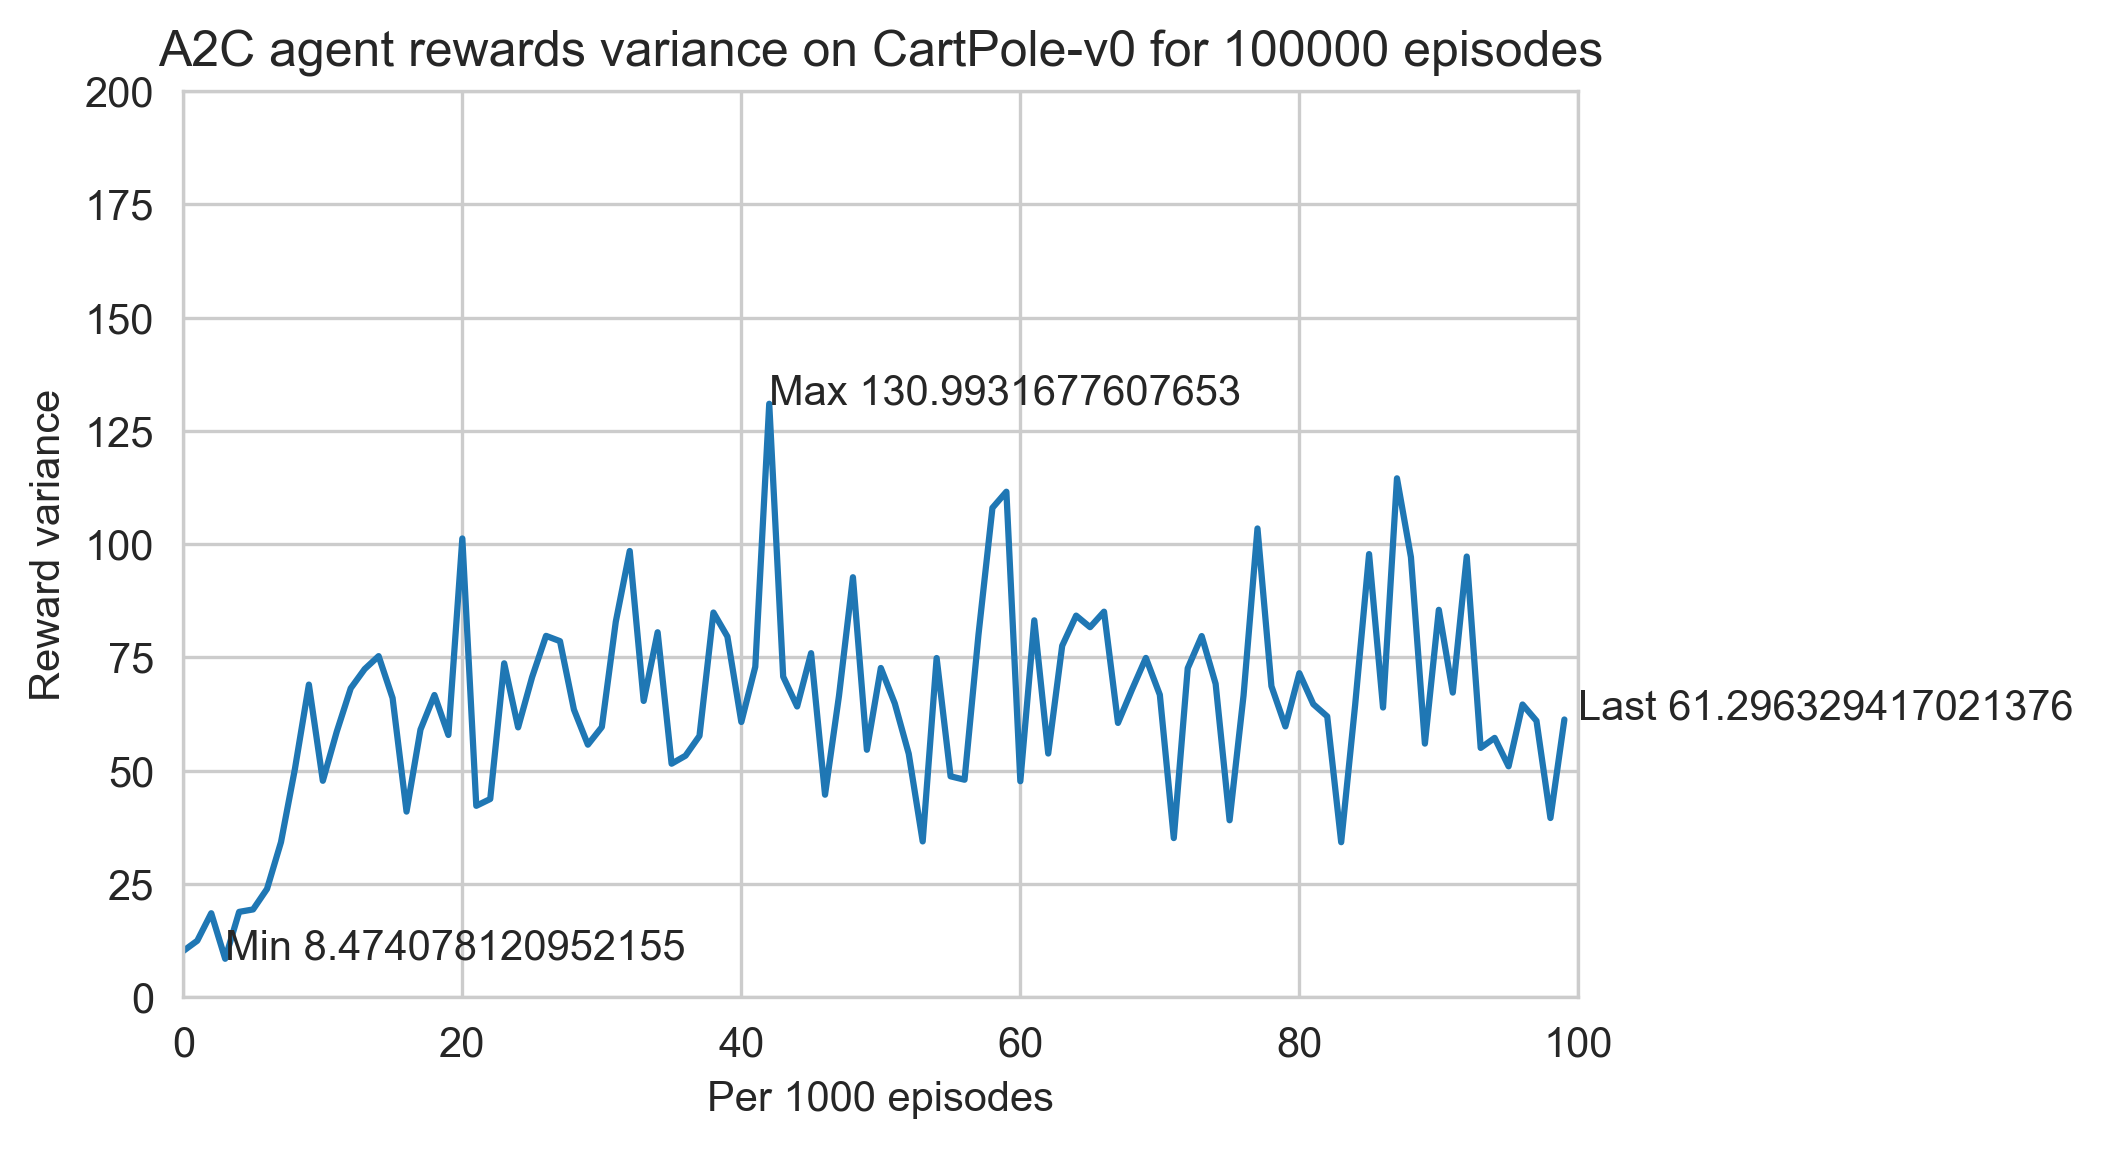 A2C agent rewards variance on CartPole-v0 for 100000 episodes
200
175
150
125
100
75
50
25
0
Reward variance
Max 130.9931677607653
Last 61.296329417021376
Min 8.474078120952155
0 20 40 60 80 100
Per 1000 episodes